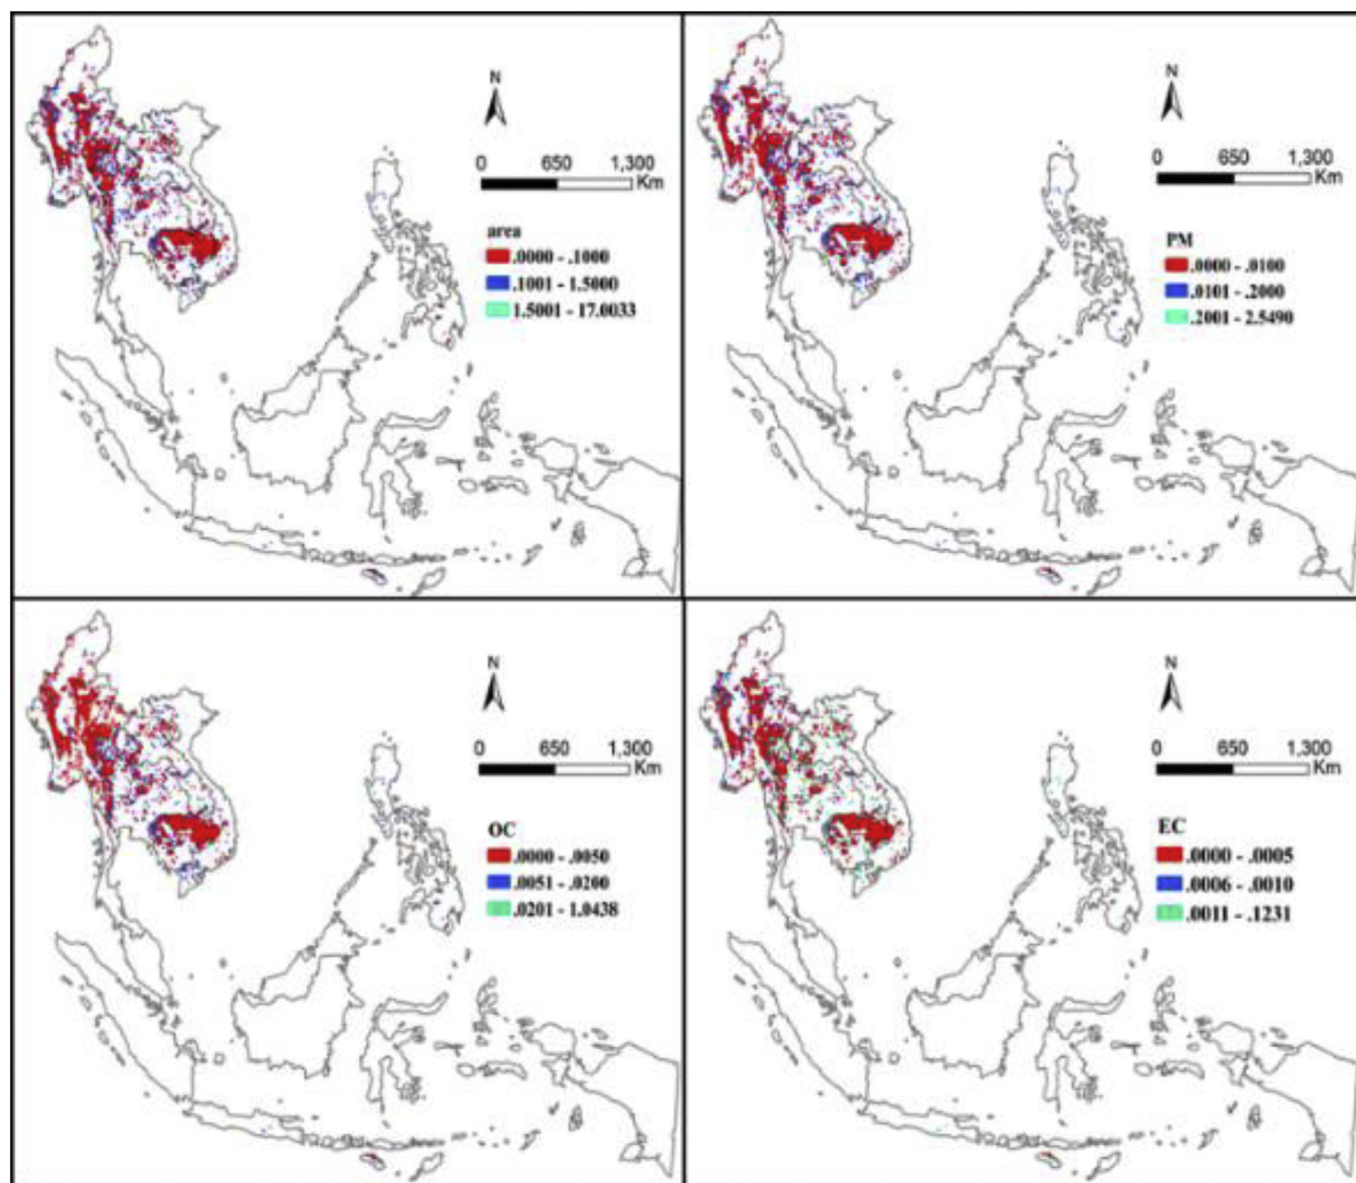 N
0 650 1,300
Km
area
.0000 - .1000
.1001 - 1.5000
1.5001 - 17.0033
N
0 650 1,300
Km
PM
.0000 - .0100
.0101 - .2000
.2001 - 2.5490
N
0 650 1,300
Km
OC
.0000 - .0050
.0051 - .0200
.0201 - 1.0438
N
0 650 1,300
Km
EC
.0000 - .0005
.0006 - .0010
.0011 - .1231